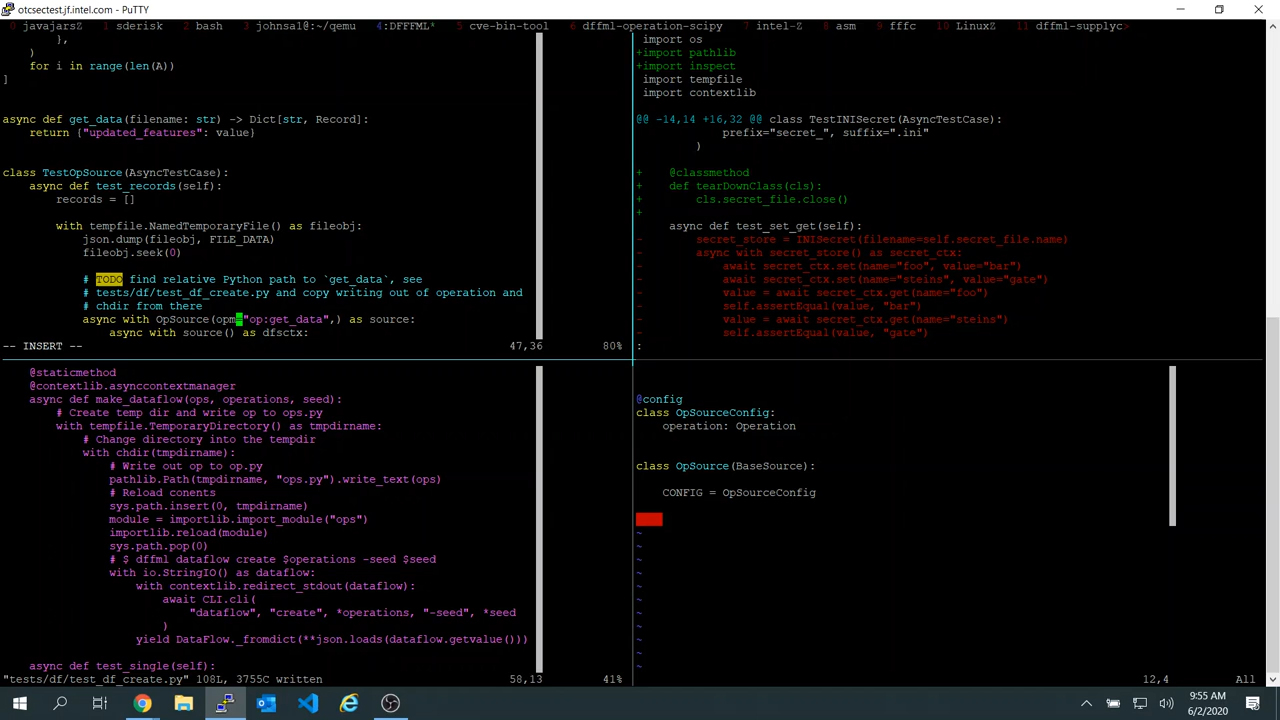 otcsectest.jf.intel.com - PuTTY
0 javajarsZ  1 sderisk  2 bash  3 johnsa1@:~/qemu  4:DFFFML*  5 cve-bin-tool  6 dffml-operation-scipy  7 intel-Z  8 asm  9 fffc  10 LinuxZ  11 dffml-supplyc>
},
)
for i in range(len(A))
]
async def get_data(filename: str) -> Dict[str, Record]:
return {"updated_features": value}
class TestOpSource(AsyncTestCase):
async def test_records(self):
records = []
with tempfile.NamedTemporaryFile() as fileobj:
json.dump(fileobj, FILE_DATA)
fileobj.seek(0)
# TODO find relative Python path to `get_data`, see
# tests/df/test_df_create.py and copy writing out of operation and
# chdir from there
async with OpSource(opm="op:get_data",) as source:
async with source() as dfsctx:
-- INSERT --                    47,36    80%
import os
+import pathlib
+import inspect
import tempfile
import contextlib
@@ -14,14 +16,32 @@ class TestINISecret(AsyncTestCase):
prefix="secret_", suffix=".ini"
)
+    @classmethod
+    def tearDownClass(cls):
+        cls.secret_file.close()
+
async def test_set_get(self):
-        secret_store = INISecret(filename=self.secret_file.name)
-        async with secret_store() as secret_ctx:
-            await secret_ctx.set(name="foo", value="bar")
-            await secret_ctx.set(name="steins", value="gate")
-            value = await secret_ctx.get(name="foo")
-            self.assertEqual(value, "bar")
-            value = await secret_ctx.get(name="steins")
-            self.assertEqual(value, "gate")
:
@staticmethod
@contextlib.asynccontextmanager
async def make_dataflow(ops, operations, seed):
# Create temp dir and write op to ops.py
with tempfile.TemporaryDirectory() as tmpdirname:
# Change directory into the tempdir
with chdir(tmpdirname):
# Write out op to op.py
pathlib.Path(tmpdirname, "ops.py").write_text(ops)
# Reload conents
sys.path.insert(0, tmpdirname)
module = importlib.import_module("ops")
importlib.reload(module)
sys.path.pop(0)
# $ dffml dataflow create $operations -seed $seed
with io.StringIO() as dataflow:
with contextlib.redirect_stdout(dataflow):
await CLI.cli(
"dataflow", "create", *operations, "-seed", *seed
)
yield DataFlow._fromdict(**json.loads(dataflow.getvalue()))
async def test_single(self):
"tests/df/test_df_create.py" 108L, 3755C written    58,13    41%
@config
class OpSourceConfig:
operation: Operation
class OpSource(BaseSource):
CONFIG = OpSourceConfig
~
~
~
~
~
~
~
~
~
~
~
12,4    All
9:55 AM
6/2/2020